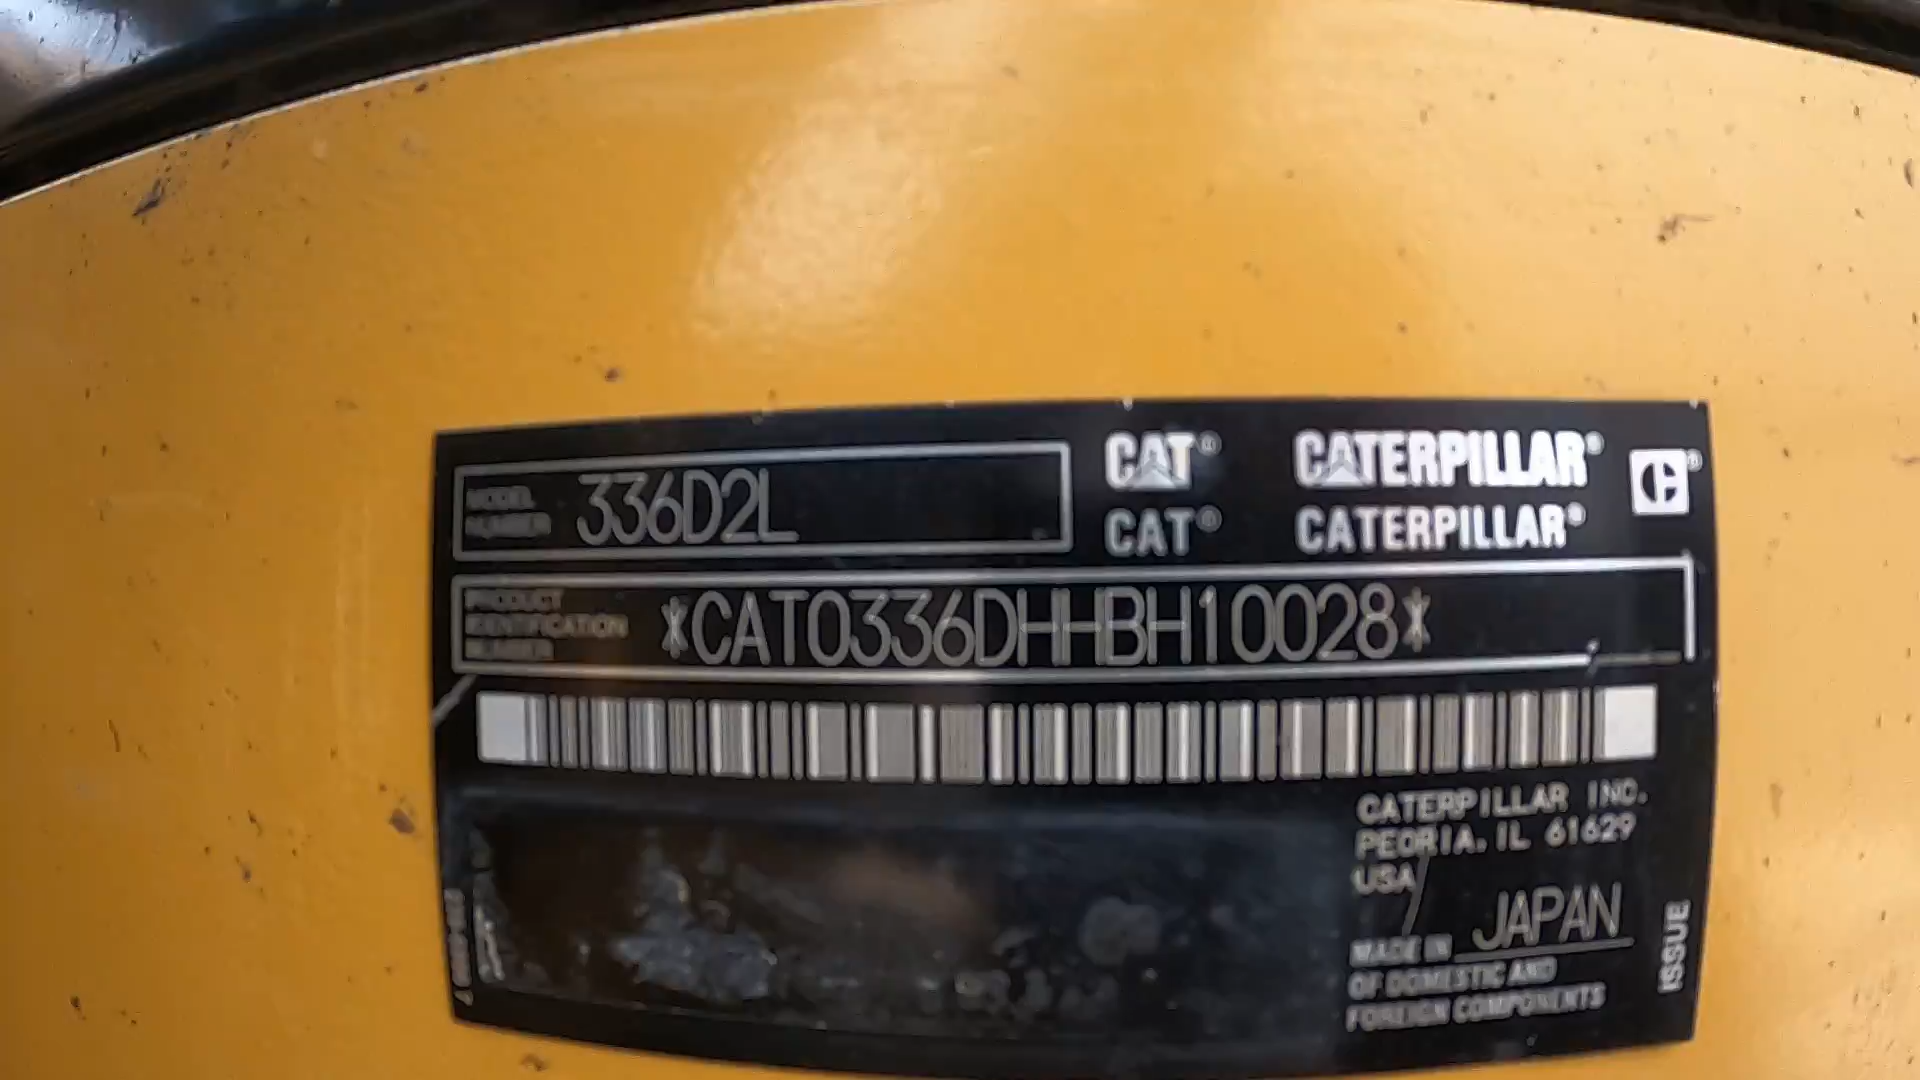 MODEL
NUMBER 336D2L
CAT® CATERPILLAR®
CAT® CATERPILLAR®
PRODUCT
IDENTIFICATION
NUMBER
*CAT0336DHHBH10028*
CATERPILLAR INC.
PEORIA, IL 61629
USA
MADE IN JAPAN
OF DOMESTIC AND
FOREIGN COMPONENTS
ISSUE